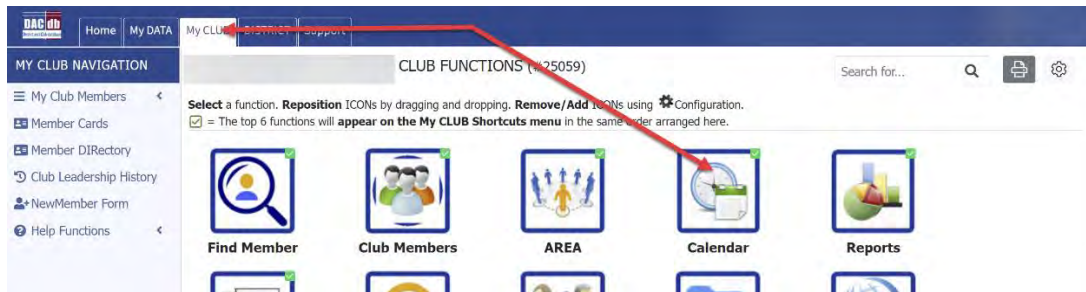 DAC db
Home
My DATA
My CLUB
DISTRICT
Support
MY CLUB NAVIGATION
My Club Members
Member Cards
Member DIRectory
Club Leadership History
NewMember Form
Help Functions
CLUB FUNCTIONS (#25059)
Search for...
Select a function. Reposition ICONs by dragging and dropping. Remove/Add ICONs using Configuration.
= The top 6 functions will appear on the My CLUB Shortcuts menu in the same order arranged here.
Find Member
Club Members
AREA
Calendar
Reports